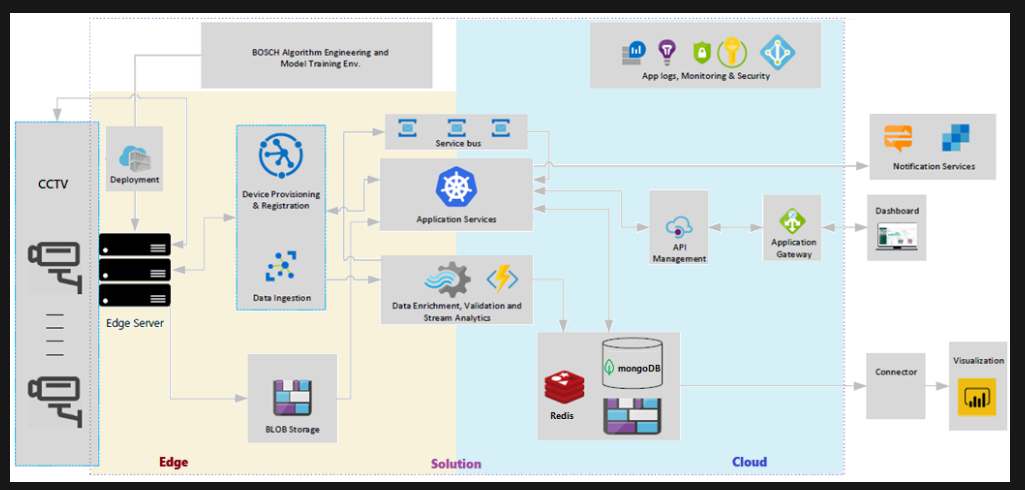 BOSCH Algorithm Engineering and
Model Training Env.
App logs, Monitoring & Security
CCTV
Deployment
Edge Server
Device Provisioning
& Registration
Data Ingestion
BLOB Storage
Service bus
Application Services
Data Enrichment, Validation and
Stream Analytics
Redis
mongoDB
API
Management
Application
Gateway
Notification Services
Dashboard
Connector
Visualization
Edge
Solution
Cloud